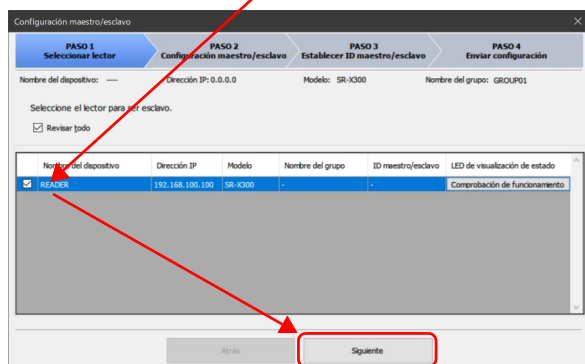 Configuración maestro/esclavo
PASO 1 PASO 2 PASO 3 PASO 4
Seleccionar lector Configuración maestro/esclavo Establecer ID maestro/esclavo Enviar configuración
Nombre del dispositivo: ---- Dirección IP: 0.0.0.0 Modelo: SR-X300 Nombre del grupo: GROUP01
Seleccione el lector para ser esclavo.
Revisar todo
Nombre del dispositivo Dirección IP Modelo Nombre del grupo ID maestro/esclavo LED de visualización de estado
READER 192.168.100.100 SR-X300 - - Comprobación de funcionamiento
Atrás Siguiente